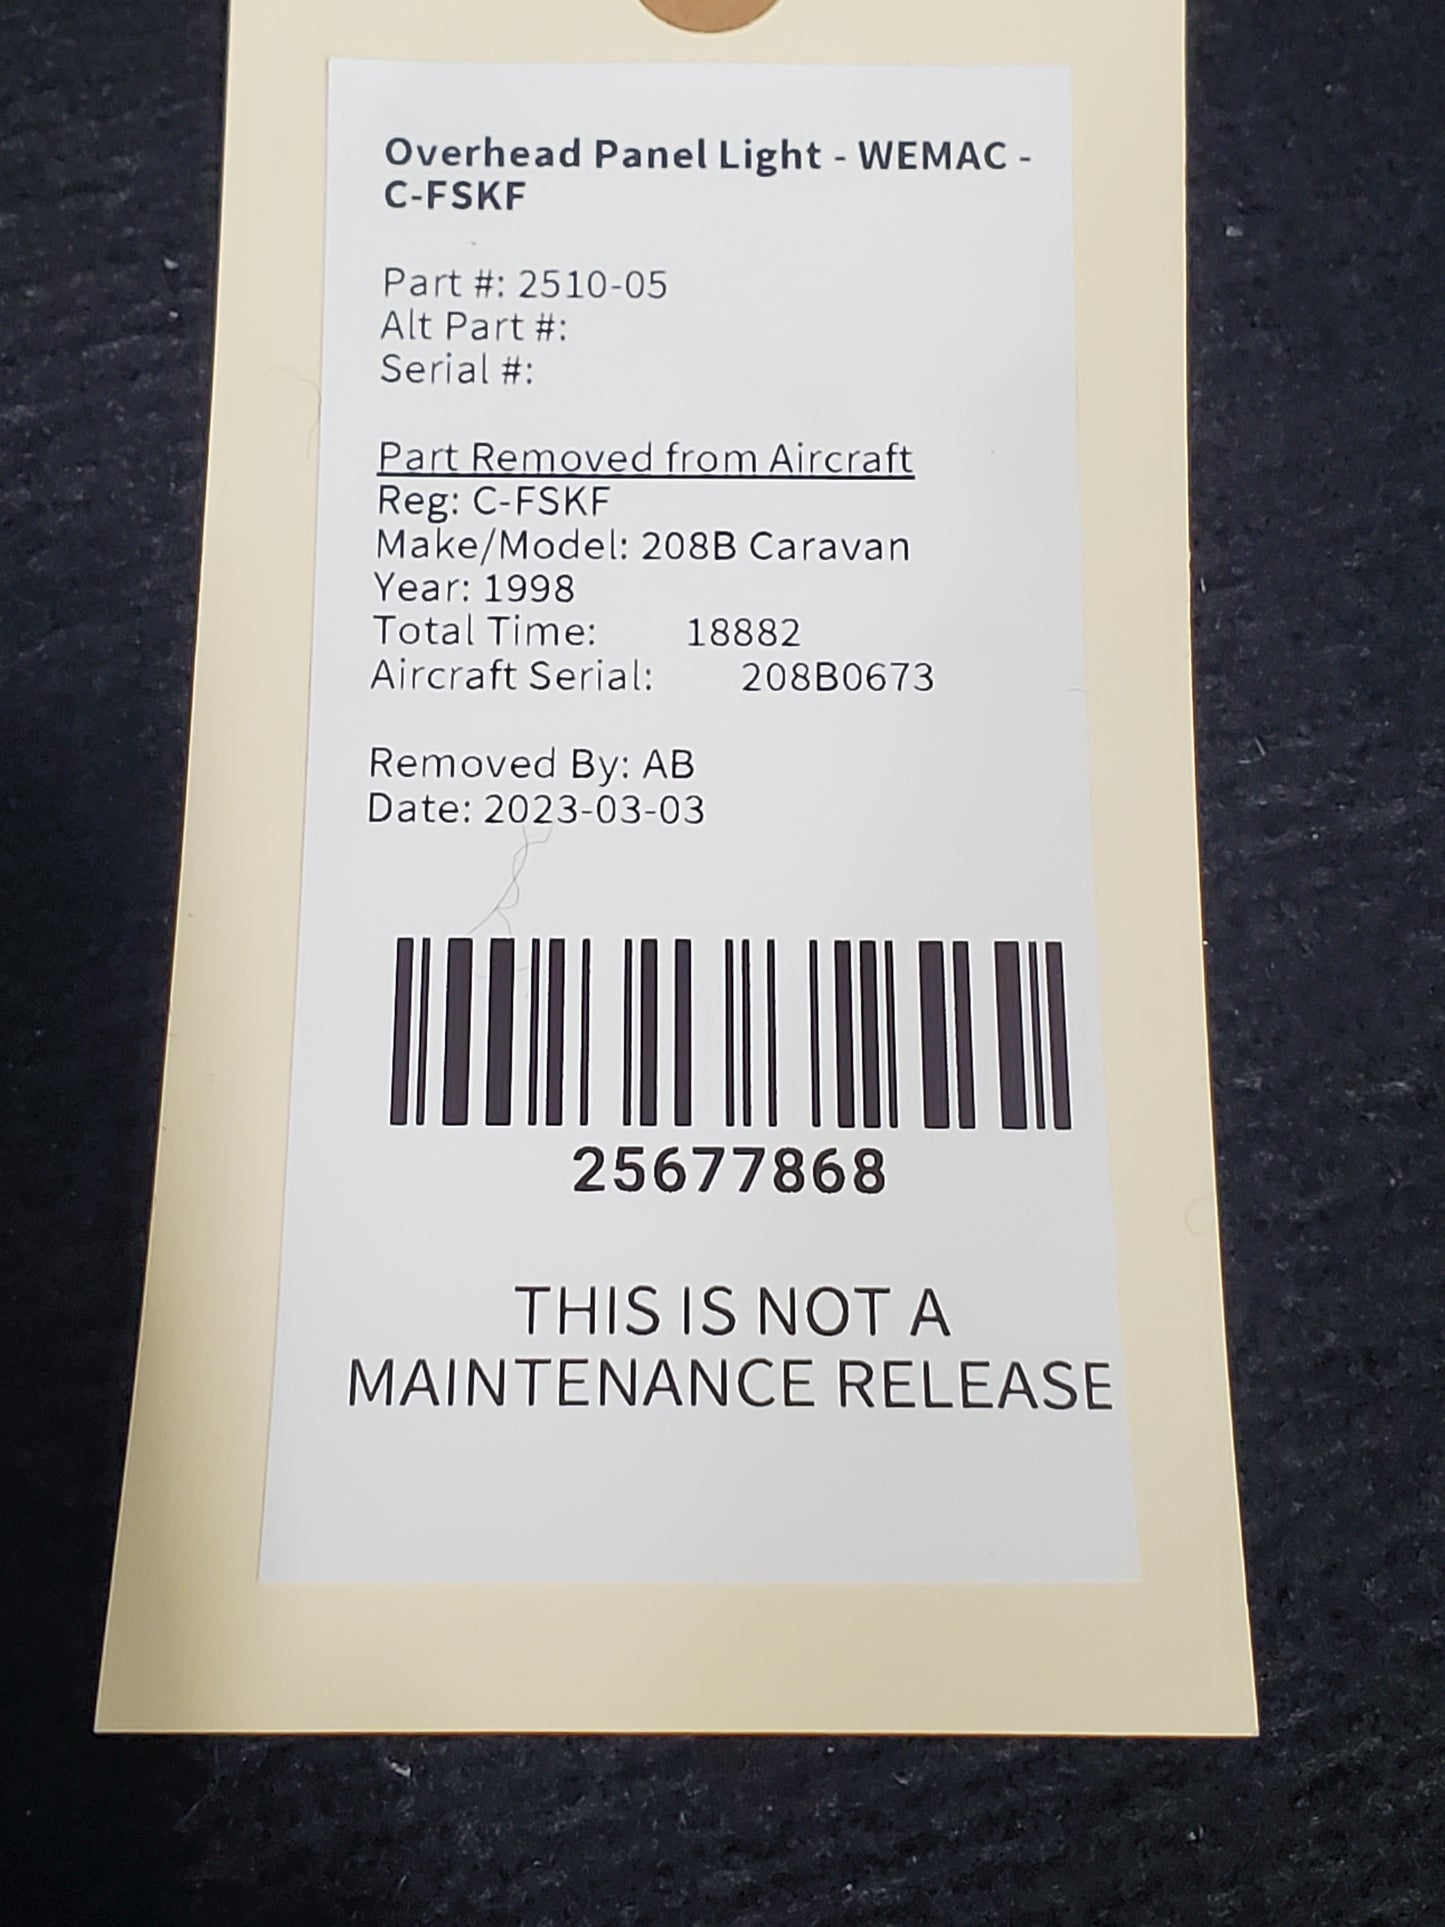 Overhead Panel Light - WEMAC -
C-FSKF
Part #: 2510-05
Alt Part #:
Serial #:
Part Removed from Aircraft
Reg: C-FSKF
Make/Model: 208B Caravan
Year: 1998
Total Time: 18882
Aircraft Serial: 208B0673
Removed By: AB
Date: 2023-03-03
25677868
THIS IS NOT A
MAINTENANCE RELEASE